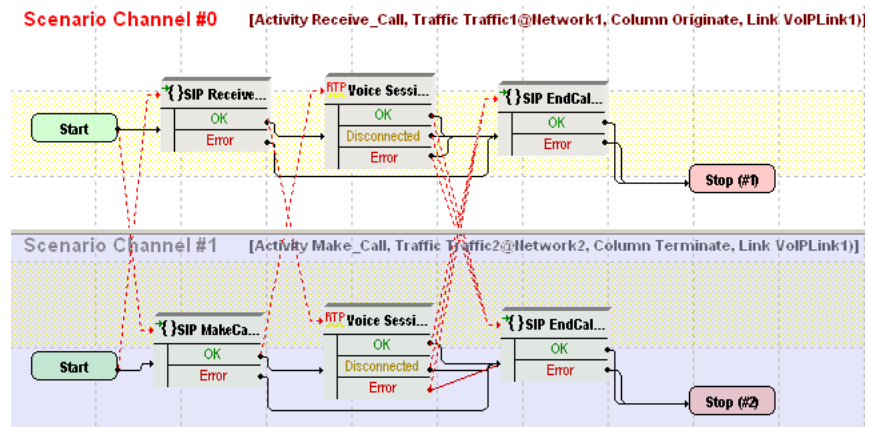 Scenario Channel #0 [Activity Receive_Call, Traffic Traffic1@Network1, Column Originate, Link VoIPLink1)]
{}SIP Receive...
OK
Error
RTP Voice Sessi...
OK
Disconnected
Error
{}SIP EndCal...
OK
Error
Start
Stop (#1)
Scenario Channel #1 [Activity Make_Call, Traffic Traffic2@Network2, Column Terminate, Link VoIPLink1)]
{}SIP MakeCa...
OK
Error
RTP Voice Sessi...
OK
Disconnected
Error
{}SIP EndCal...
OK
Error
Start
Stop (#2)